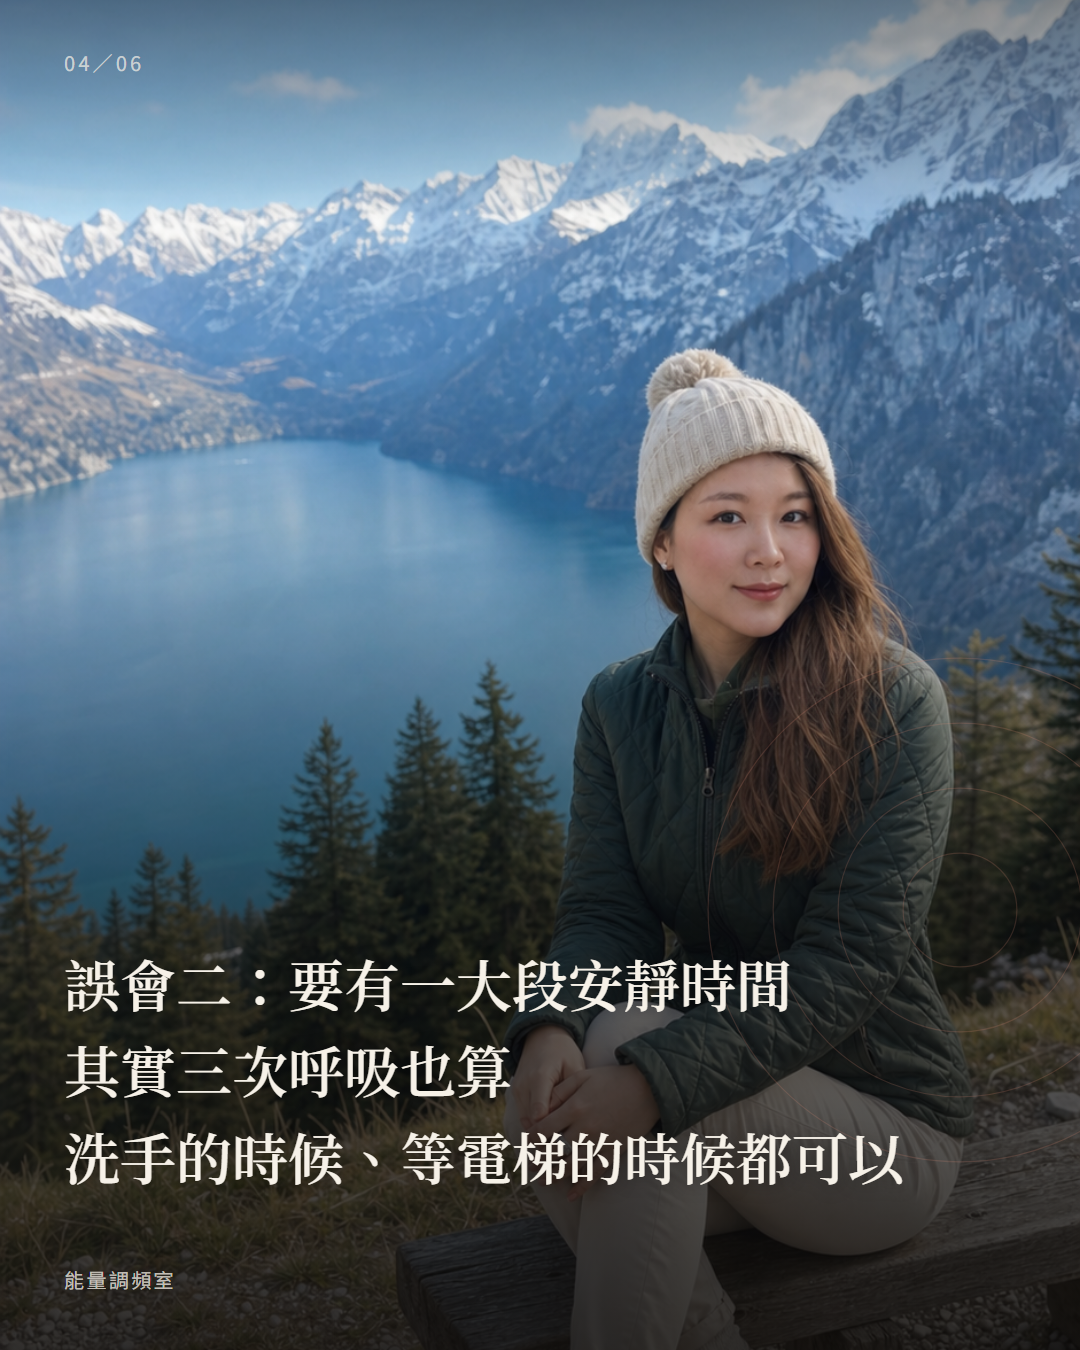 04／06
誤會二：要有一大段安靜時間
其實三次呼吸也算
洗手的時候、等電梯的時候都可以
能量調頻室